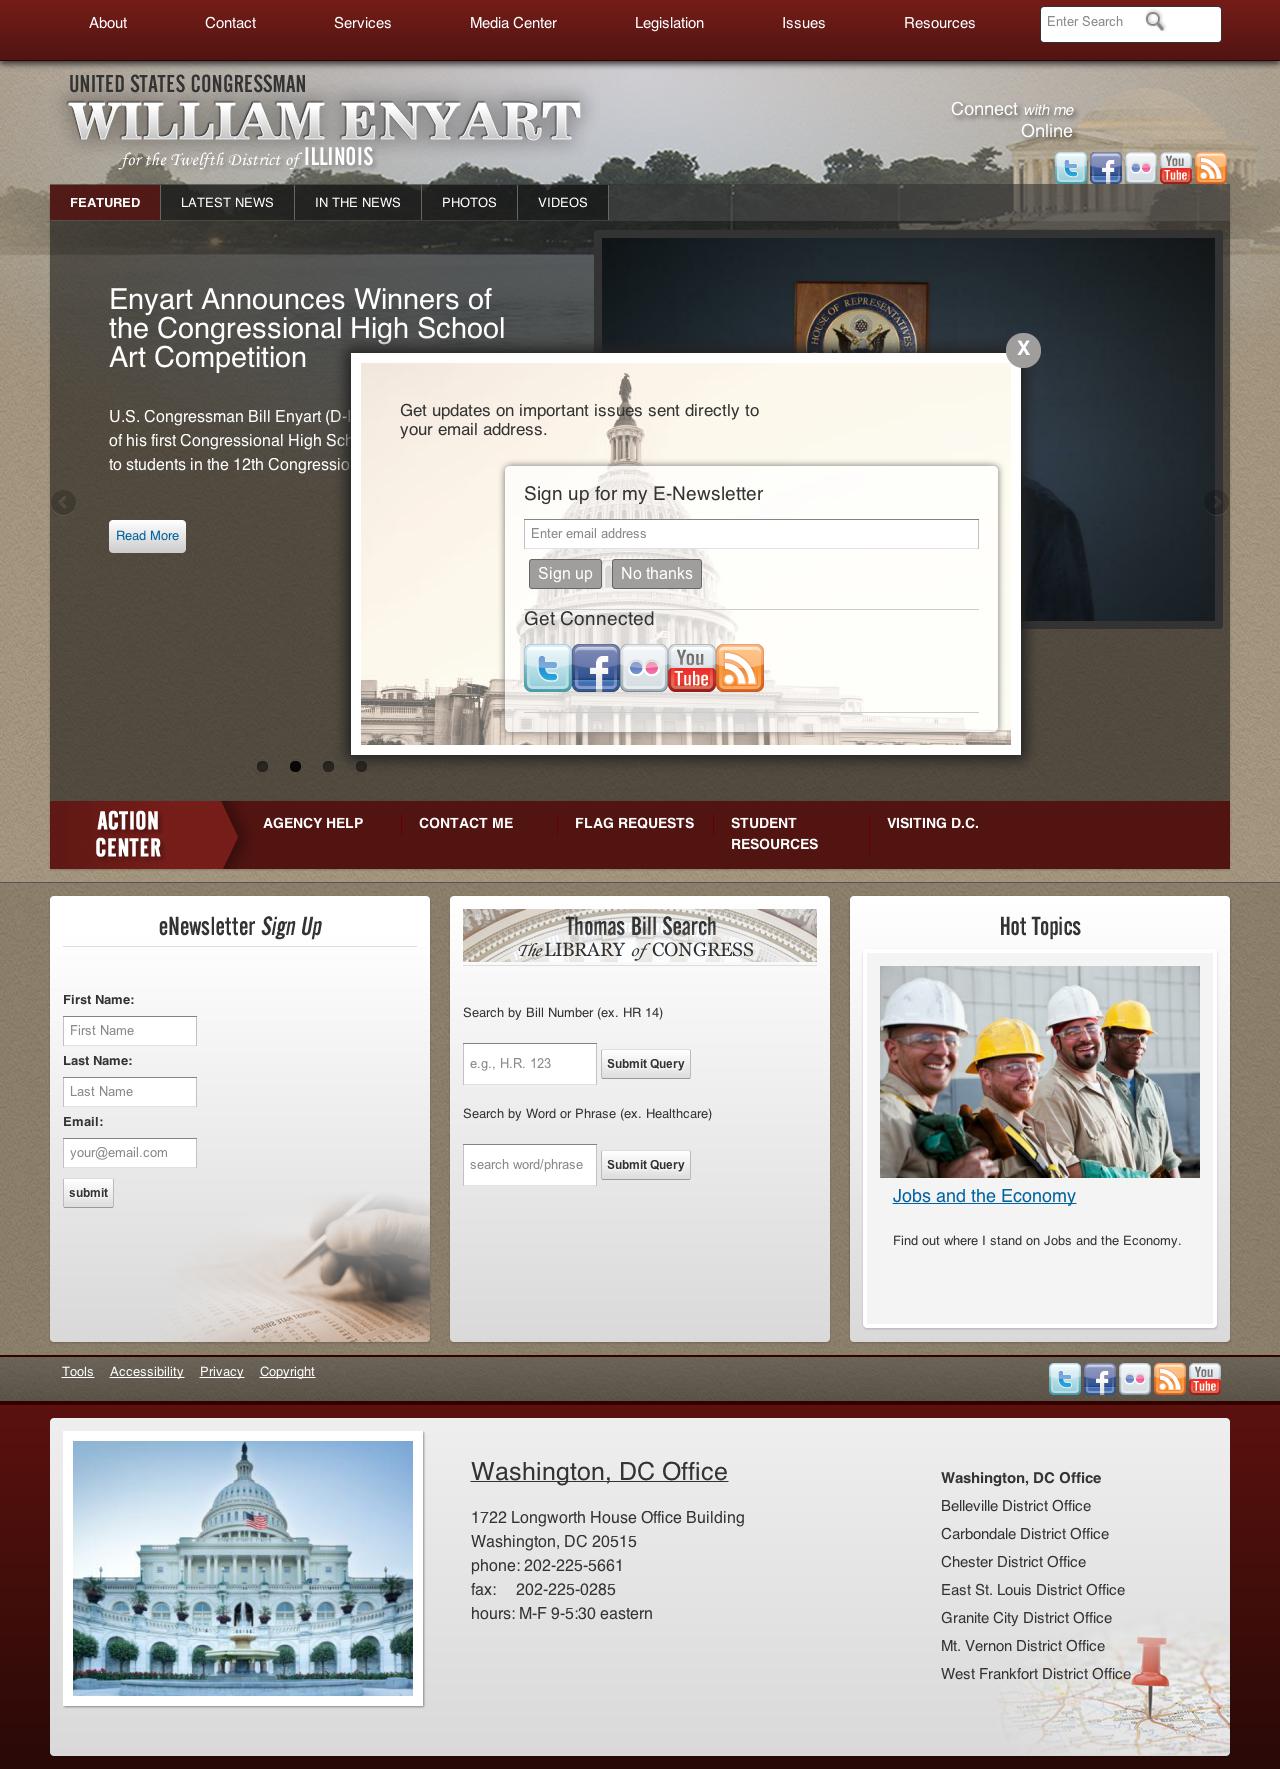 About Contact Services Media Center Legislation Issues Resources Enter Search
UNITED STATES CONGRESSMAN
WILLIAM ENYART
for the Twelfth District of ILLINOIS
Connect with me
Online
You
Tube
FEATURED LATEST NEWS IN THE NEWS PHOTOS VIDEOS
HOUSE OF REPRESENTATIVES
Enyart Announces Winners of
the Congressional High School
Art Competition
U.S. Congressman Bill Enyart (D-
of his first Congressional High Sch
to students in the 12th Congressio
Read More
X
Get updates on important issues sent directly to
your email address.
Sign up for my E-Newsletter
Enter email address
Sign up No thanks
Get Connected
You
Tube
ACTION
CENTER
AGENCY HELP CONTACT ME FLAG REQUESTS STUDENT
RESOURCES VISITING D.C.
eNewsletter Sign Up
First Name:
First Name
Last Name:
Last Name
Email:
your@email.com
submit
Thomas Bill Search
The LIBRARY of CONGRESS
Search by Bill Number (ex. HR 14)
e.g., H.R. 123 Submit Query
Search by Word or Phrase (ex. Healthcare)
search word/phrase Submit Query
Hot Topics
Jobs and the Economy
Find out where I stand on Jobs and the Economy.
Tools Accessibility Privacy Copyright
You
Tube
Washington, DC Office
1722 Longworth House Office Building
Washington, DC 20515
phone: 202-225-5661
fax: 202-225-0285
hours: M-F 9-5:30 eastern
Washington, DC Office
Belleville District Office
Carbondale District Office
Chester District Office
East St. Louis District Office
Granite City District Office
Mt. Vernon District Office
West Frankfort District Office